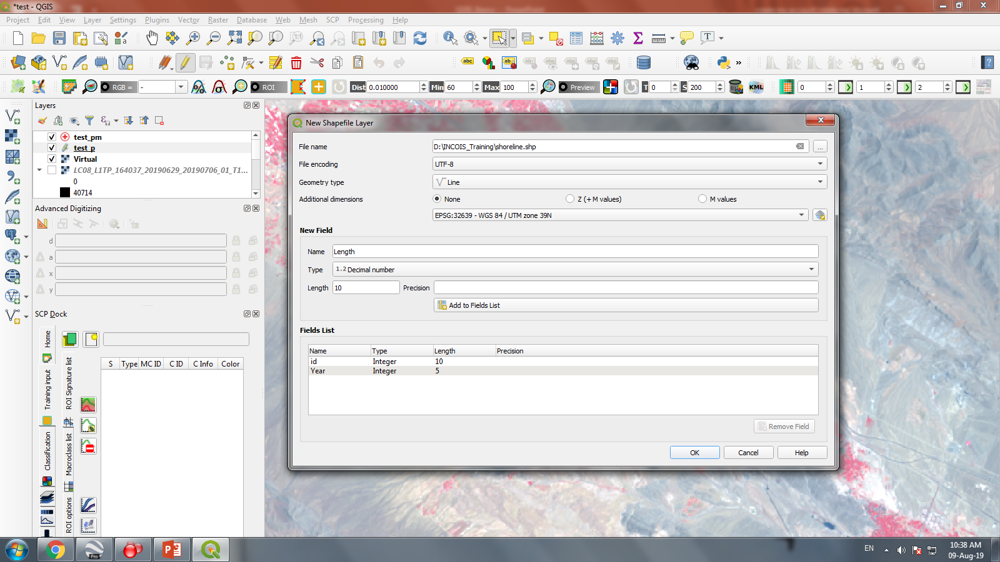 *test - QGIS
Project Edit View Layer Settings Plugins Vector Raster Database Web Mesh SCP Processing Help
RGB = - ROI Dist 0.010000 Min 60 Max 100 Preview T 0 S 200 KML 0 1 2
Layers
test_pm
test_p
Virtual
LC08_L1TP_164037_20190629_20190706_01_T1...
0
40714
Advanced Digitizing
d
a
x
y
SCP Dock
Home
Training input
Classification
ROI Signature list
Macroclass list
ROI options
S Type MC ID C ID C Info Color
New Shapefile Layer
File name D:\INCOIS_Training\shoreline.shp ...
File encoding UTF-8
Geometry type Line
Additional dimensions None Z (+ M values) M values
EPSG:32639 - WGS 84 / UTM zone 39N
New Field
Name Length
Type 1.2 Decimal number
Length 10 Precision
Add to Fields List
Fields List
Name Type Length Precision
id Integer 10
Year Integer 5
Remove Field
OK Cancel Help
EN
10:38 AM
09-Aug-19